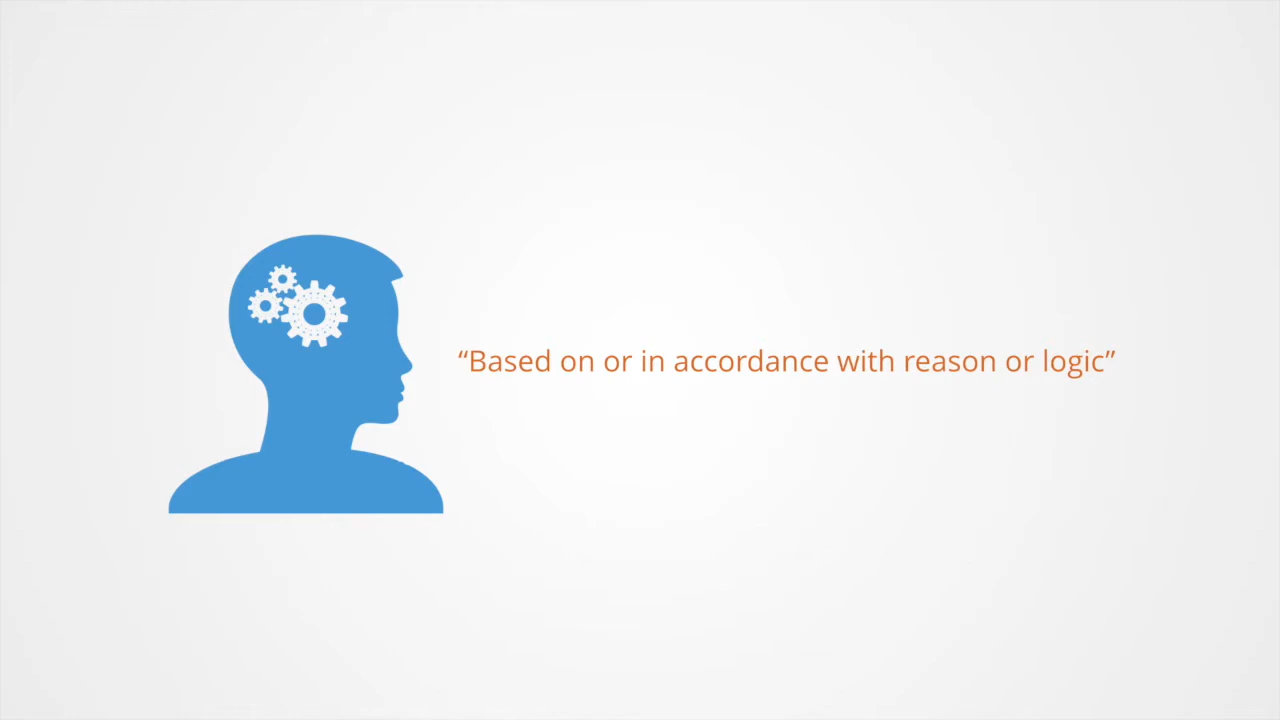 “Based on or in accordance with reason or logic”